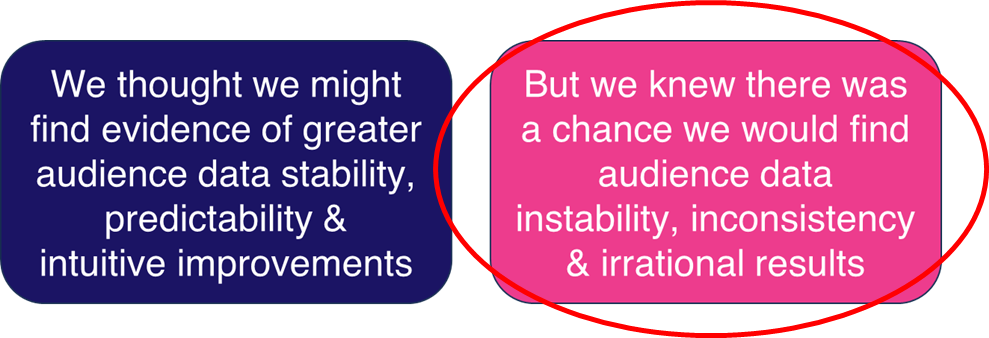 We thought we might
find evidence of greater
audience data stability,
predictability &
intuitive improvements
But we knew there was
a chance we would find
audience data
instability, inconsistency
& irrational results